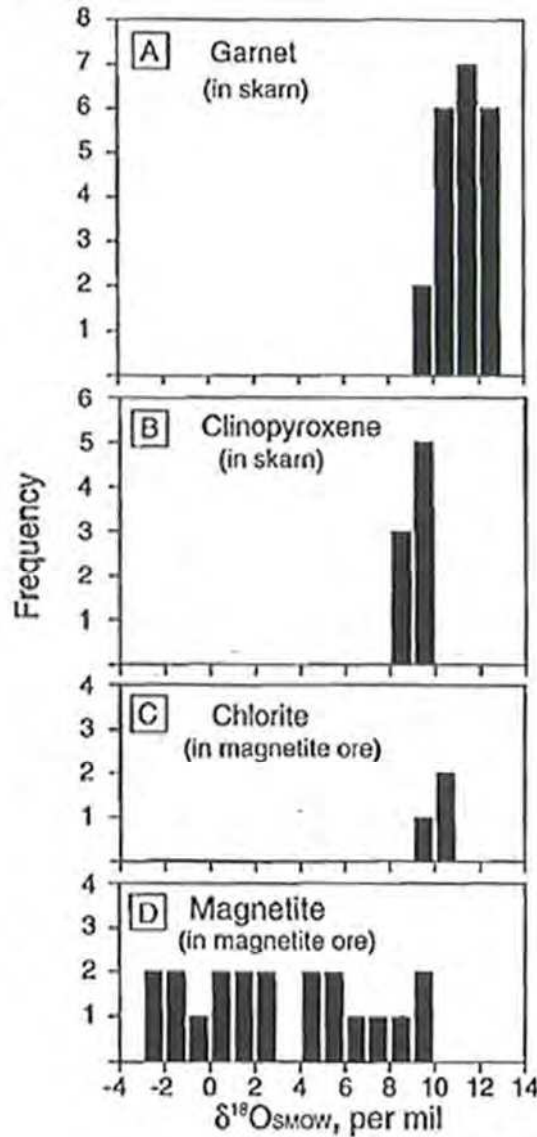 8
A Garnet
7
(in skarn)
6
5
4
3
2
1
6
B Clinopyroxene
5
(in skarn)
4
3
2
1
Frequency
4
C Chlorite
3
(in magnetite ore)
2
1
4
D Magnetite
3
(in magnetite ore)
2
1
-4 -2 0 2 4 6 8 10 12 14
δ¹⁸OSMOW, per mil